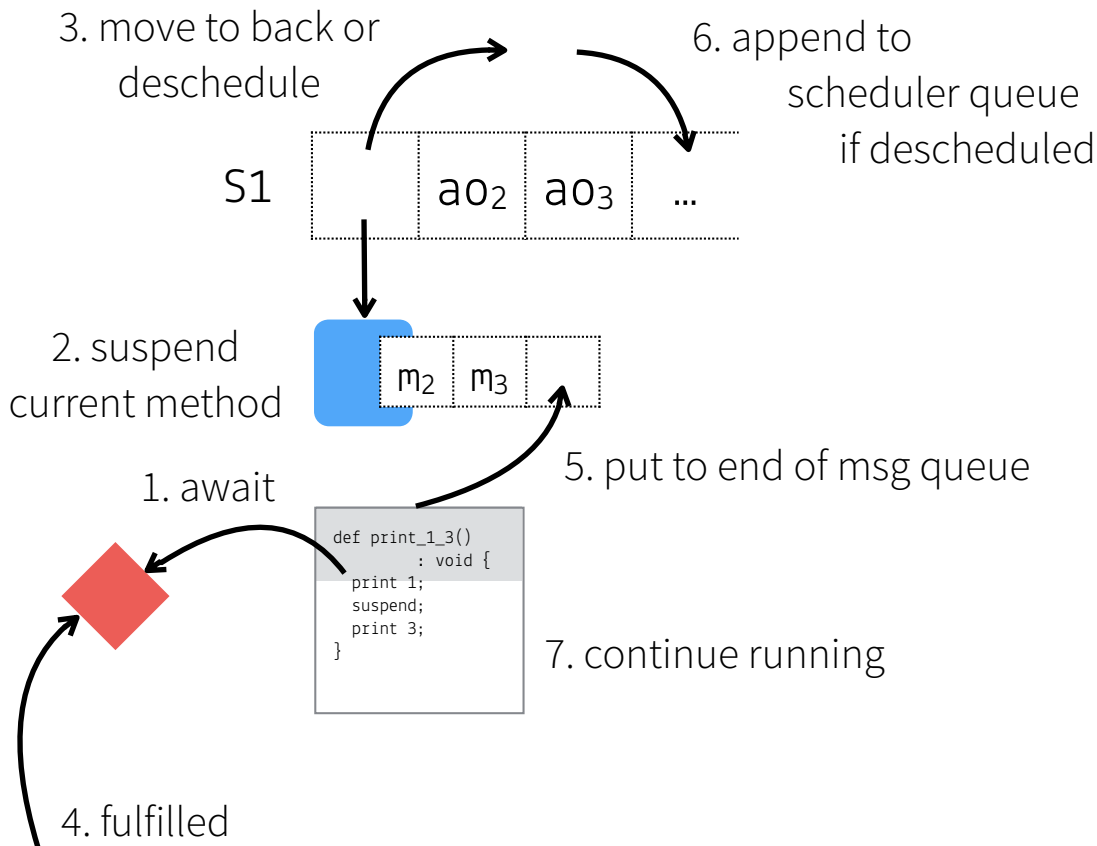 3. move to back or
deschedule
6. append to
scheduler queue
if descheduled
S1
ao₂
ao₃
...
2. suspend
current method
m₂
m₃
1. await
5. put to end of msg queue
def print_1_3()
: void {
print 1;
suspend;
print 3;
}
7. continue running
4. fulfilled